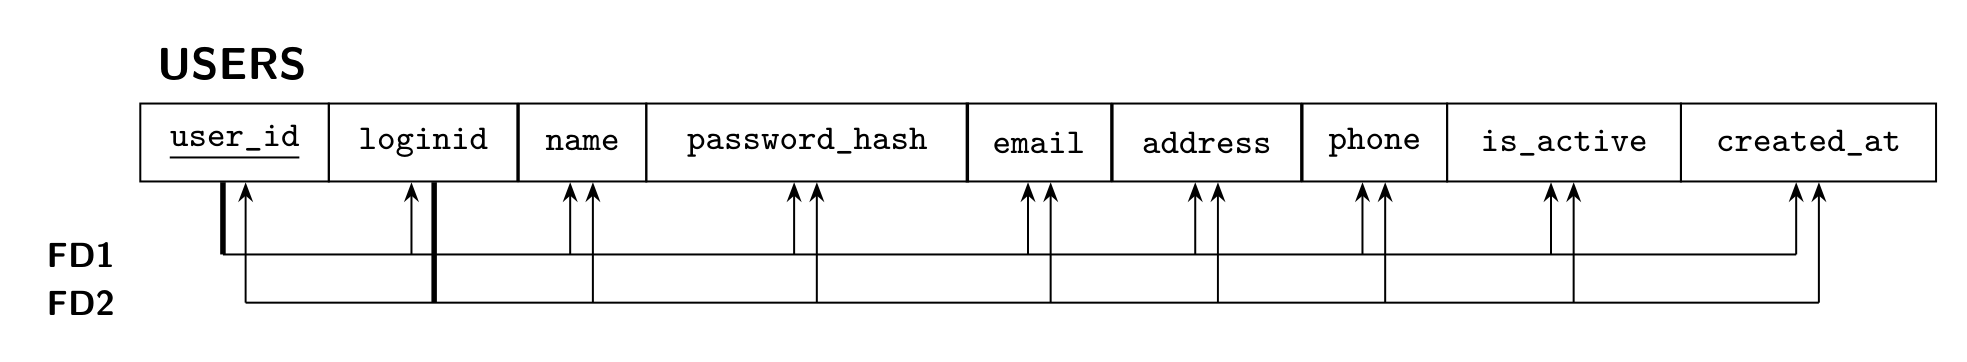 USERS
user_id loginid name password_hash email address phone is_active created_at
FD1
FD2